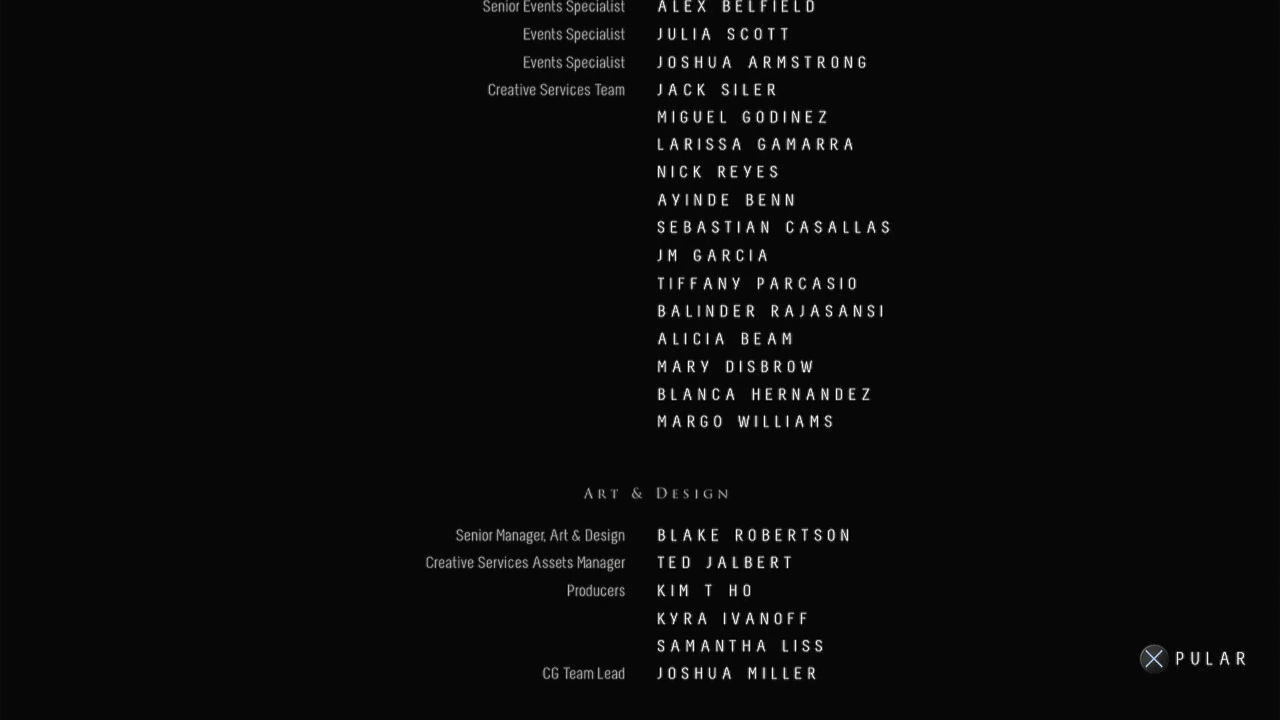 Senior Events Specialist ALEX BELFIELD
Events Specialist JULIA SCOTT
Events Specialist JOSHUA ARMSTRONG
Creative Services Team JACK SILER
MIGUEL GODINEZ
LARISSA GAMARRA
NICK REYES
AYINDE BENN
SEBASTIAN CASALLAS
JM GARCIA
TIFFANY PARCASIO
BALINDER RAJASANSI
ALICIA BEAM
MARY DISBROW
BLANCA HERNANDEZ
MARGO WILLIAMS
ART & DESIGN
Senior Manager, Art & Design BLAKE ROBERTSON
Creative Services Assets Manager TED JALBERT
Producers KIM T HO
KYRA IVANOFF
SAMANTHA LISS
CG Team Lead JOSHUA MILLER
PULAR